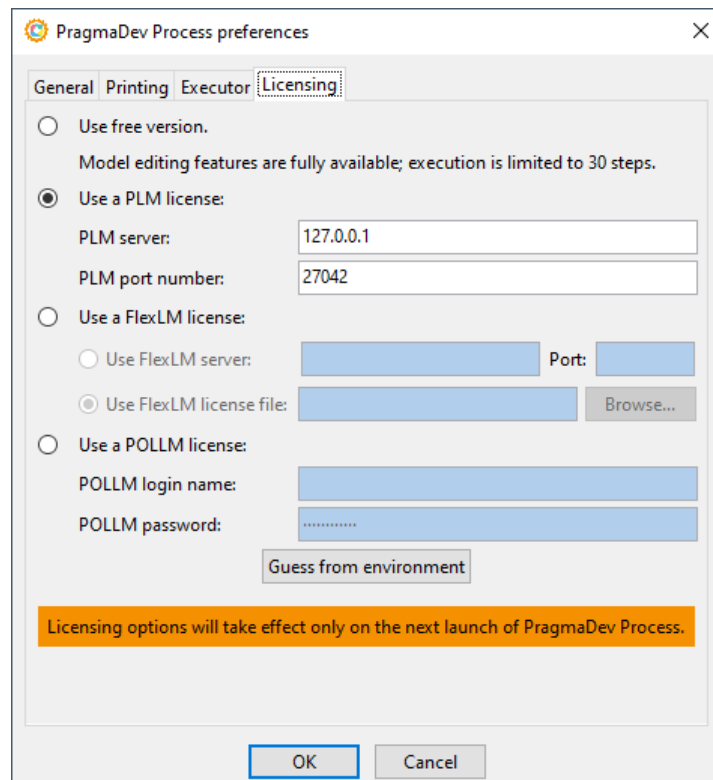 PragmaDev Process preferences
General Printing Executor Licensing
Use free version.
Model editing features are fully available; execution is limited to 30 steps.
Use a PLM license:
PLM server: 127.0.0.1
PLM port number: 27042
Use a FlexLM license:
Use FlexLM server: Port:
Use FlexLM license file: Browse...
Use a POLLM license:
POLLM login name:
POLLM password: ············
Guess from environment
Licensing options will take effect only on the next launch of PragmaDev Process.
OK Cancel